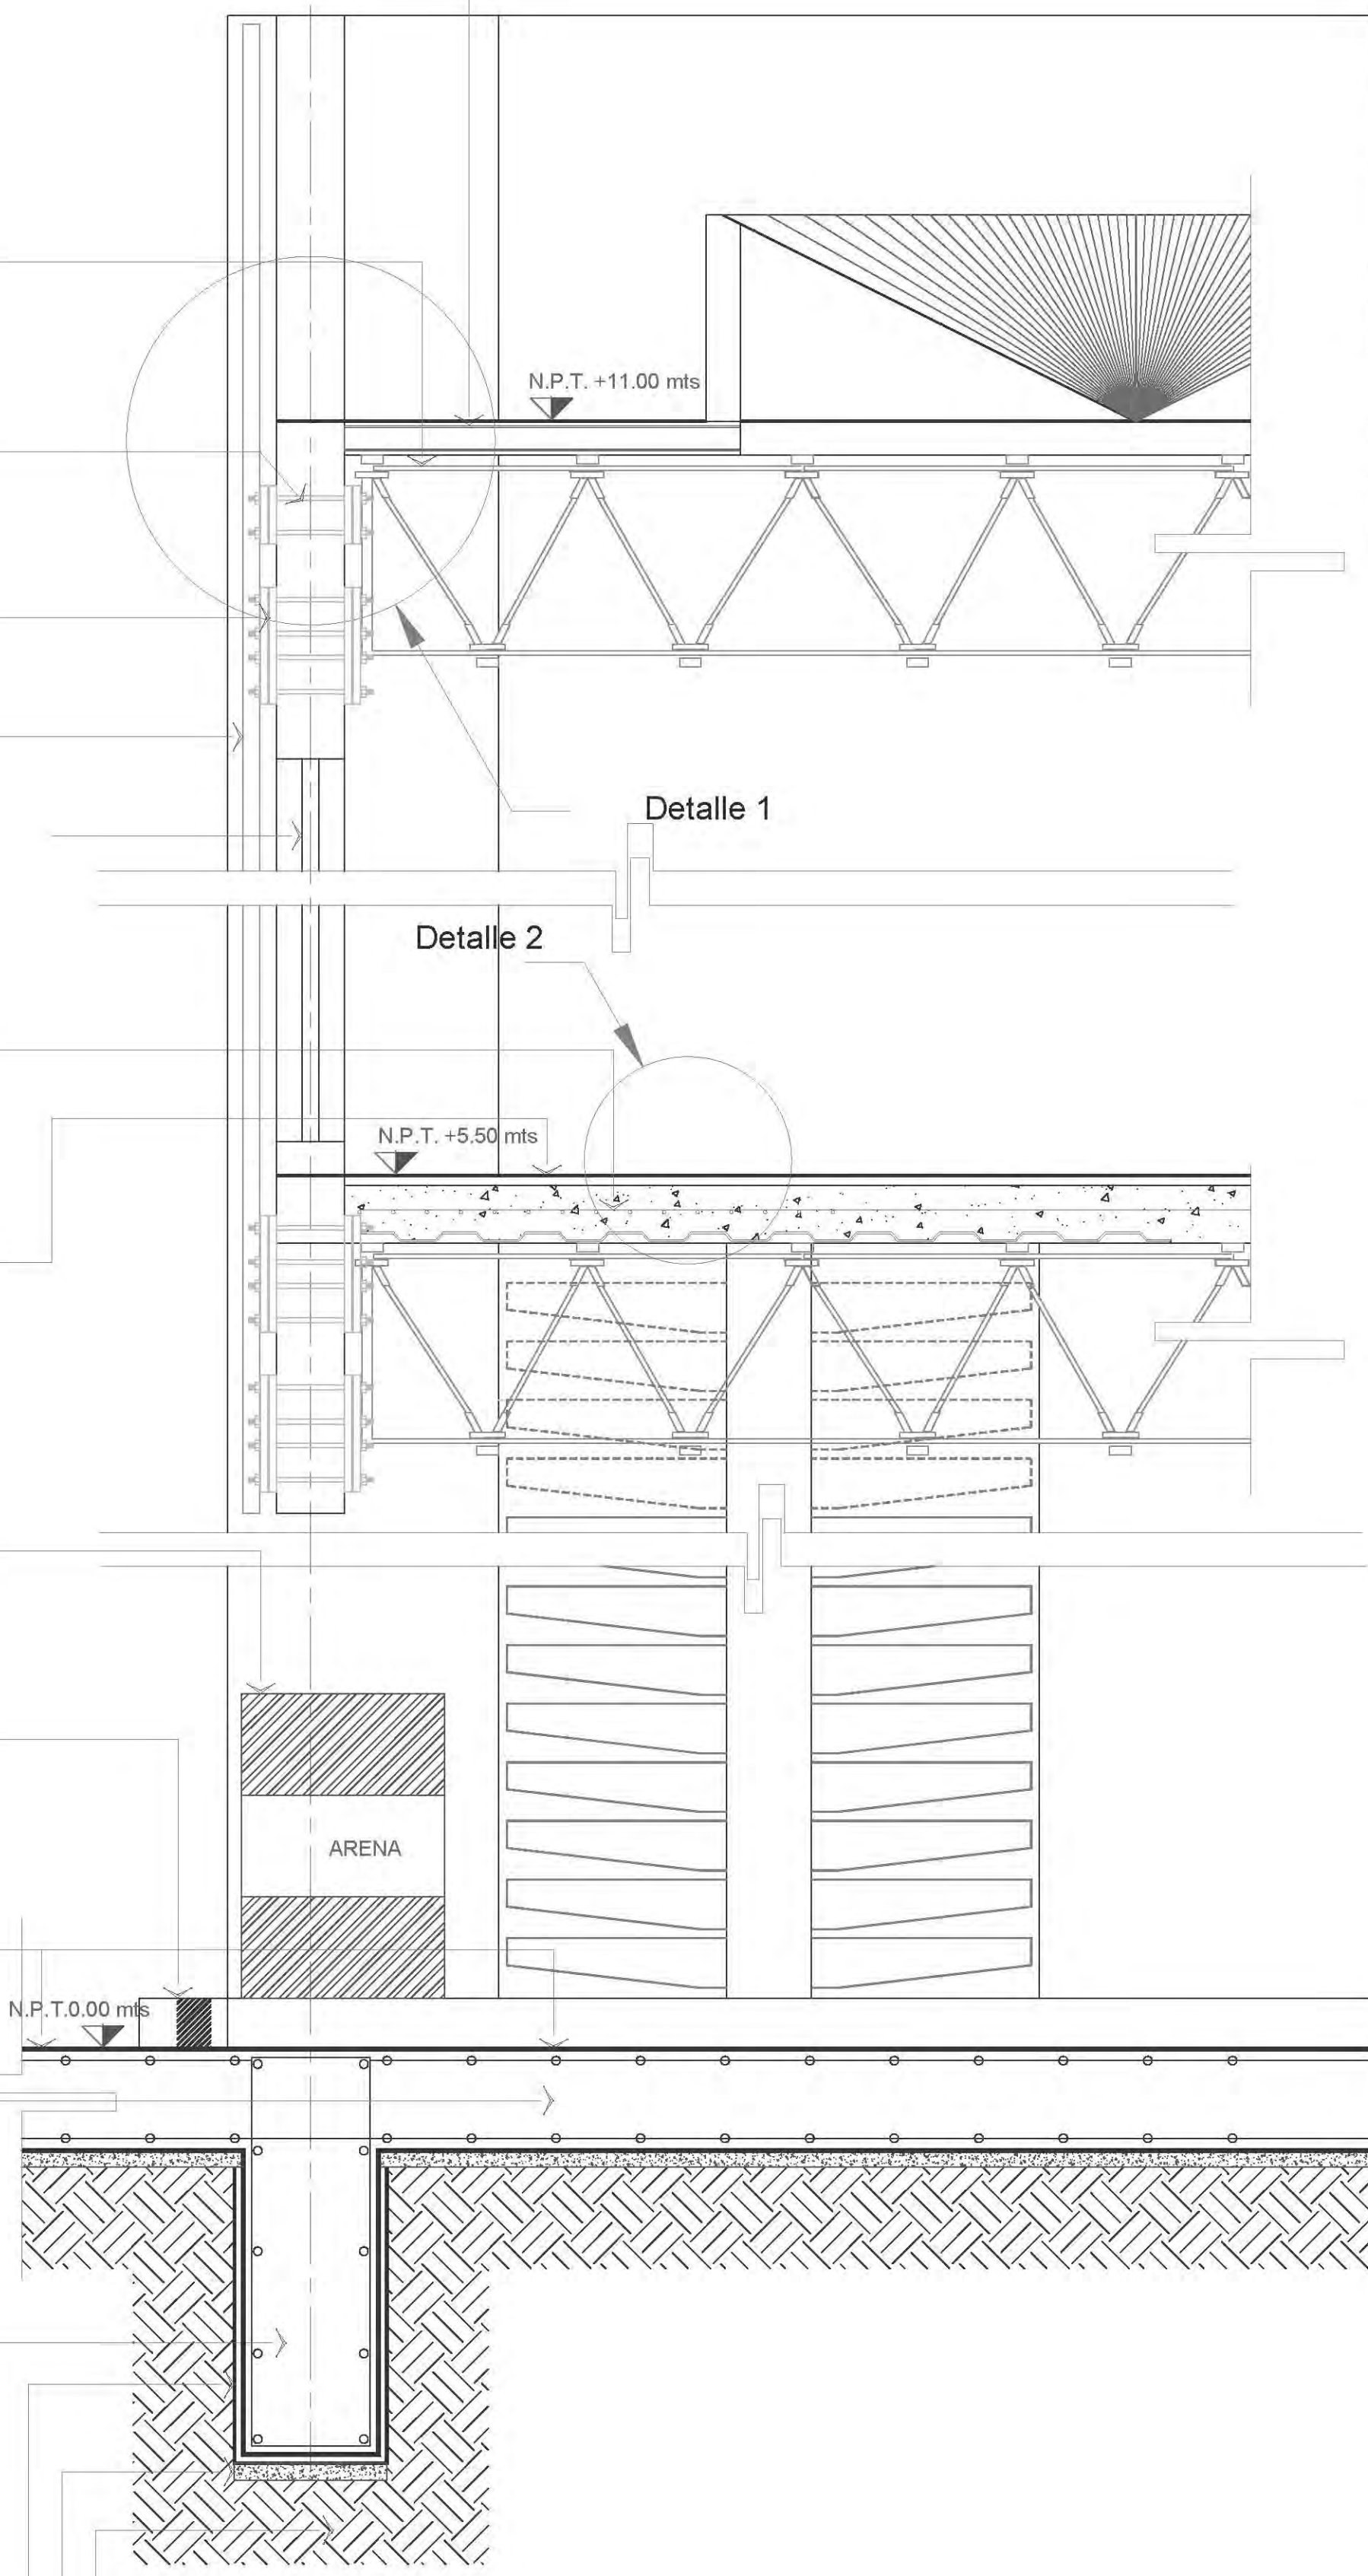 N.P.T. +11.00 mts
Detalle 1
Detalle 2
N.P.T. +5.50 mts
ARENA
N.P.T.0.00 mts